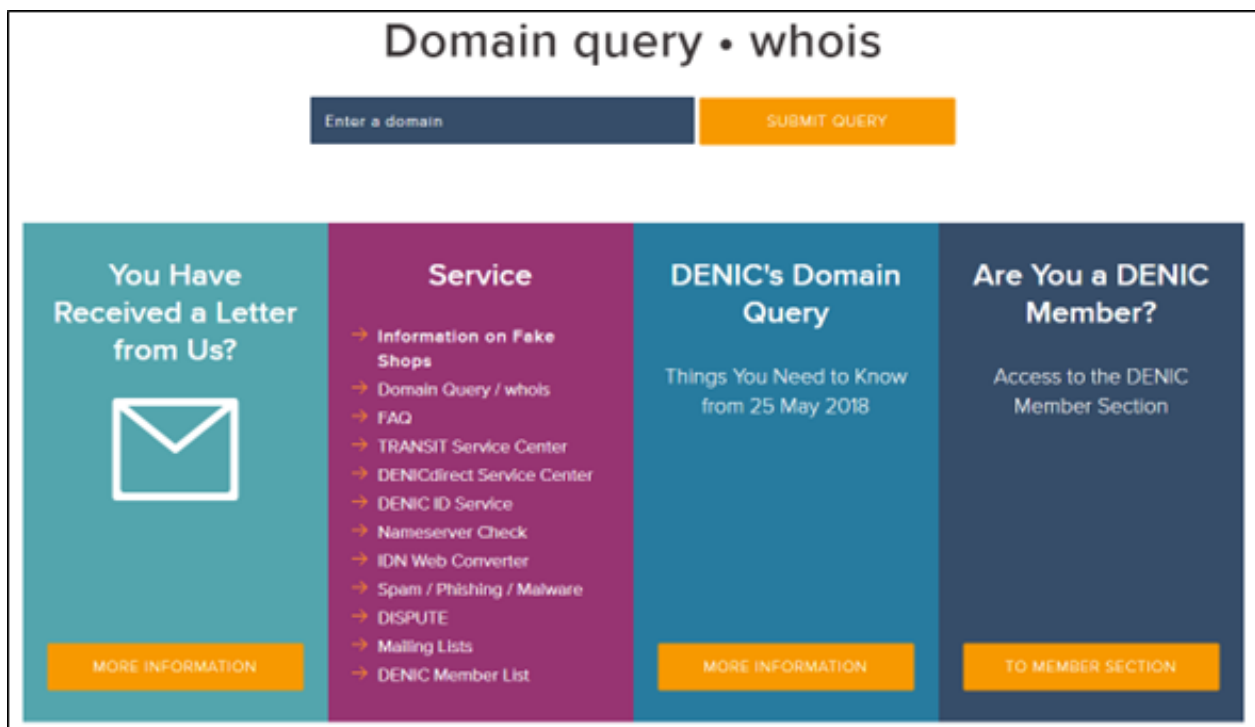 Domain query • whois
Enter a domain
SUBMIT QUERY
You Have
Received a Letter
from Us?
MORE INFORMATION
Service
→ Information on Fake
Shops
→ Domain Query / whois
→ FAQ
→ TRANSIT Service Center
→ DENICdirect Service Center
→ DENIC ID Service
→ Nameserver Check
→ IDN Web Converter
→ Spam / Phishing / Malware
→ DISPUTE
→ Mailing Lists
→ DENIC Member List
DENIC's Domain
Query
Things You Need to Know
from 25 May 2018
MORE INFORMATION
Are You a DENIC
Member?
Access to the DENIC
Member Section
TO MEMBER SECTION